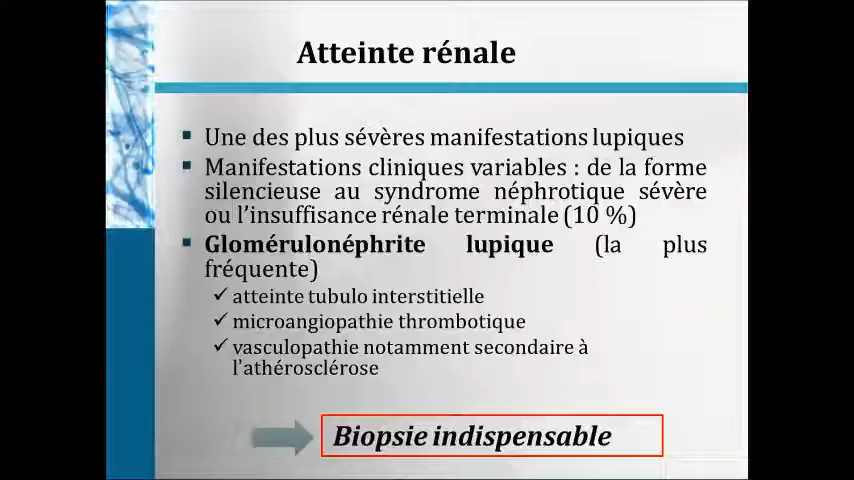 Atteinte rénale
Une des plus sévères manifestations lupiques
Manifestations cliniques variables : de la forme
silencieuse au syndrome néphrotique sévère
ou l'insuffisance rénale terminale (10 %)
Glomérulonéphrite lupique (la plus
fréquente)
atteinte tubulo interstitielle
microangiopathie thrombotique
vasculopathie notamment secondaire à
l'athérosclérose
Biopsie indispensable